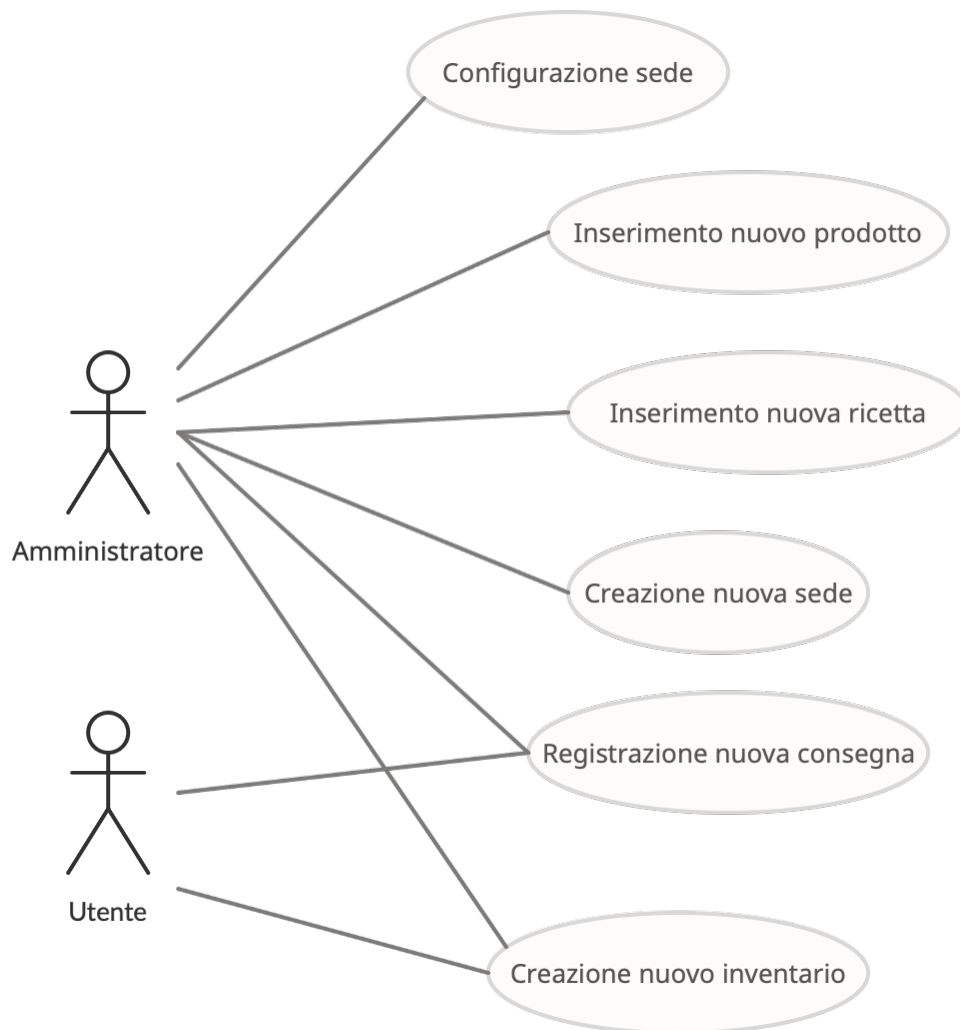 Configurazione sede
Inserimento nuovo prodotto
Inserimento nuova ricetta
Amministratore
Creazione nuova sede
Registrazione nuova consegna
Utente
Creazione nuovo inventario